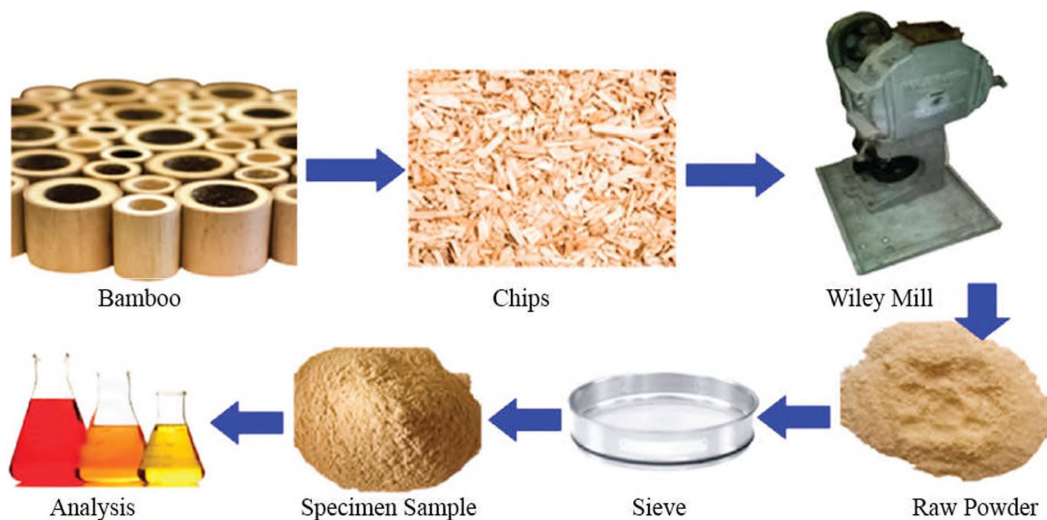 Bamboo
Chips
Wiley Mill
Raw Powder
Sieve
Specimen Sample
Analysis